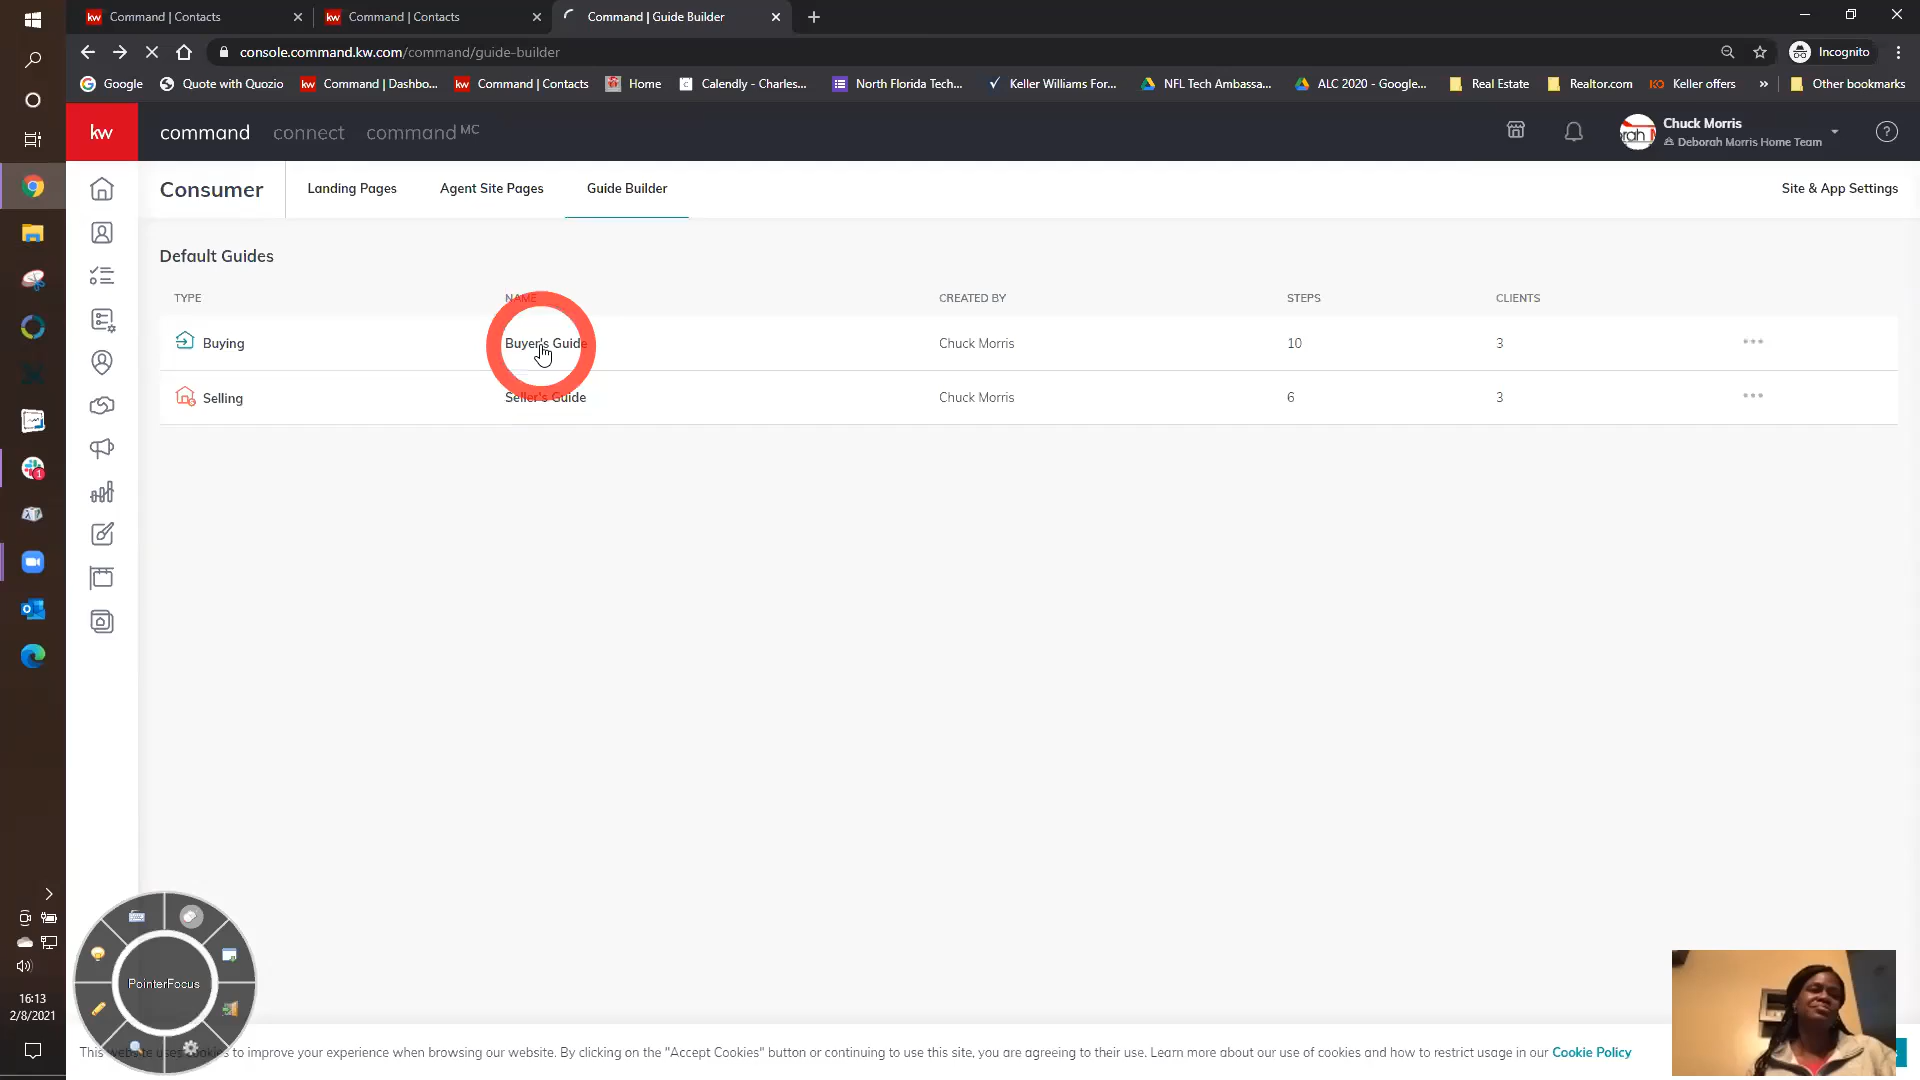 Command | Contacts
Command | Contacts
Command | Guide Builder
console.command.kw.com/command/guide-builder
Incognito
Google
Quote with Quozio
Command | Dashbo...
Command | Contacts
Home
Calendly - Charles...
North Florida Tech...
Keller Williams For...
NFL Tech Ambassa...
ALC 2020 - Google...
Real Estate
Realtor.com
Keller offers
»
Other bookmarks
kw
command
connect
command MC
Chuck Morris
Deborah Morris Home Team
Consumer
Landing Pages
Agent Site Pages
Guide Builder
Site & App Settings
Default Guides
TYPE
NAME
CREATED BY
STEPS
CLIENTS
Buying
Buyer's Guide
Chuck Morris
10
3
Selling
Seller's Guide
Chuck Morris
6
3
PointerFocus
16:13
2/8/2021
This website uses cookies to improve your experience when browsing our website. By clicking on the "Accept Cookies" button or continuing to use this site, you are agreeing to their use. Learn more about our use of cookies and how to restrict usage in our Cookie Policy